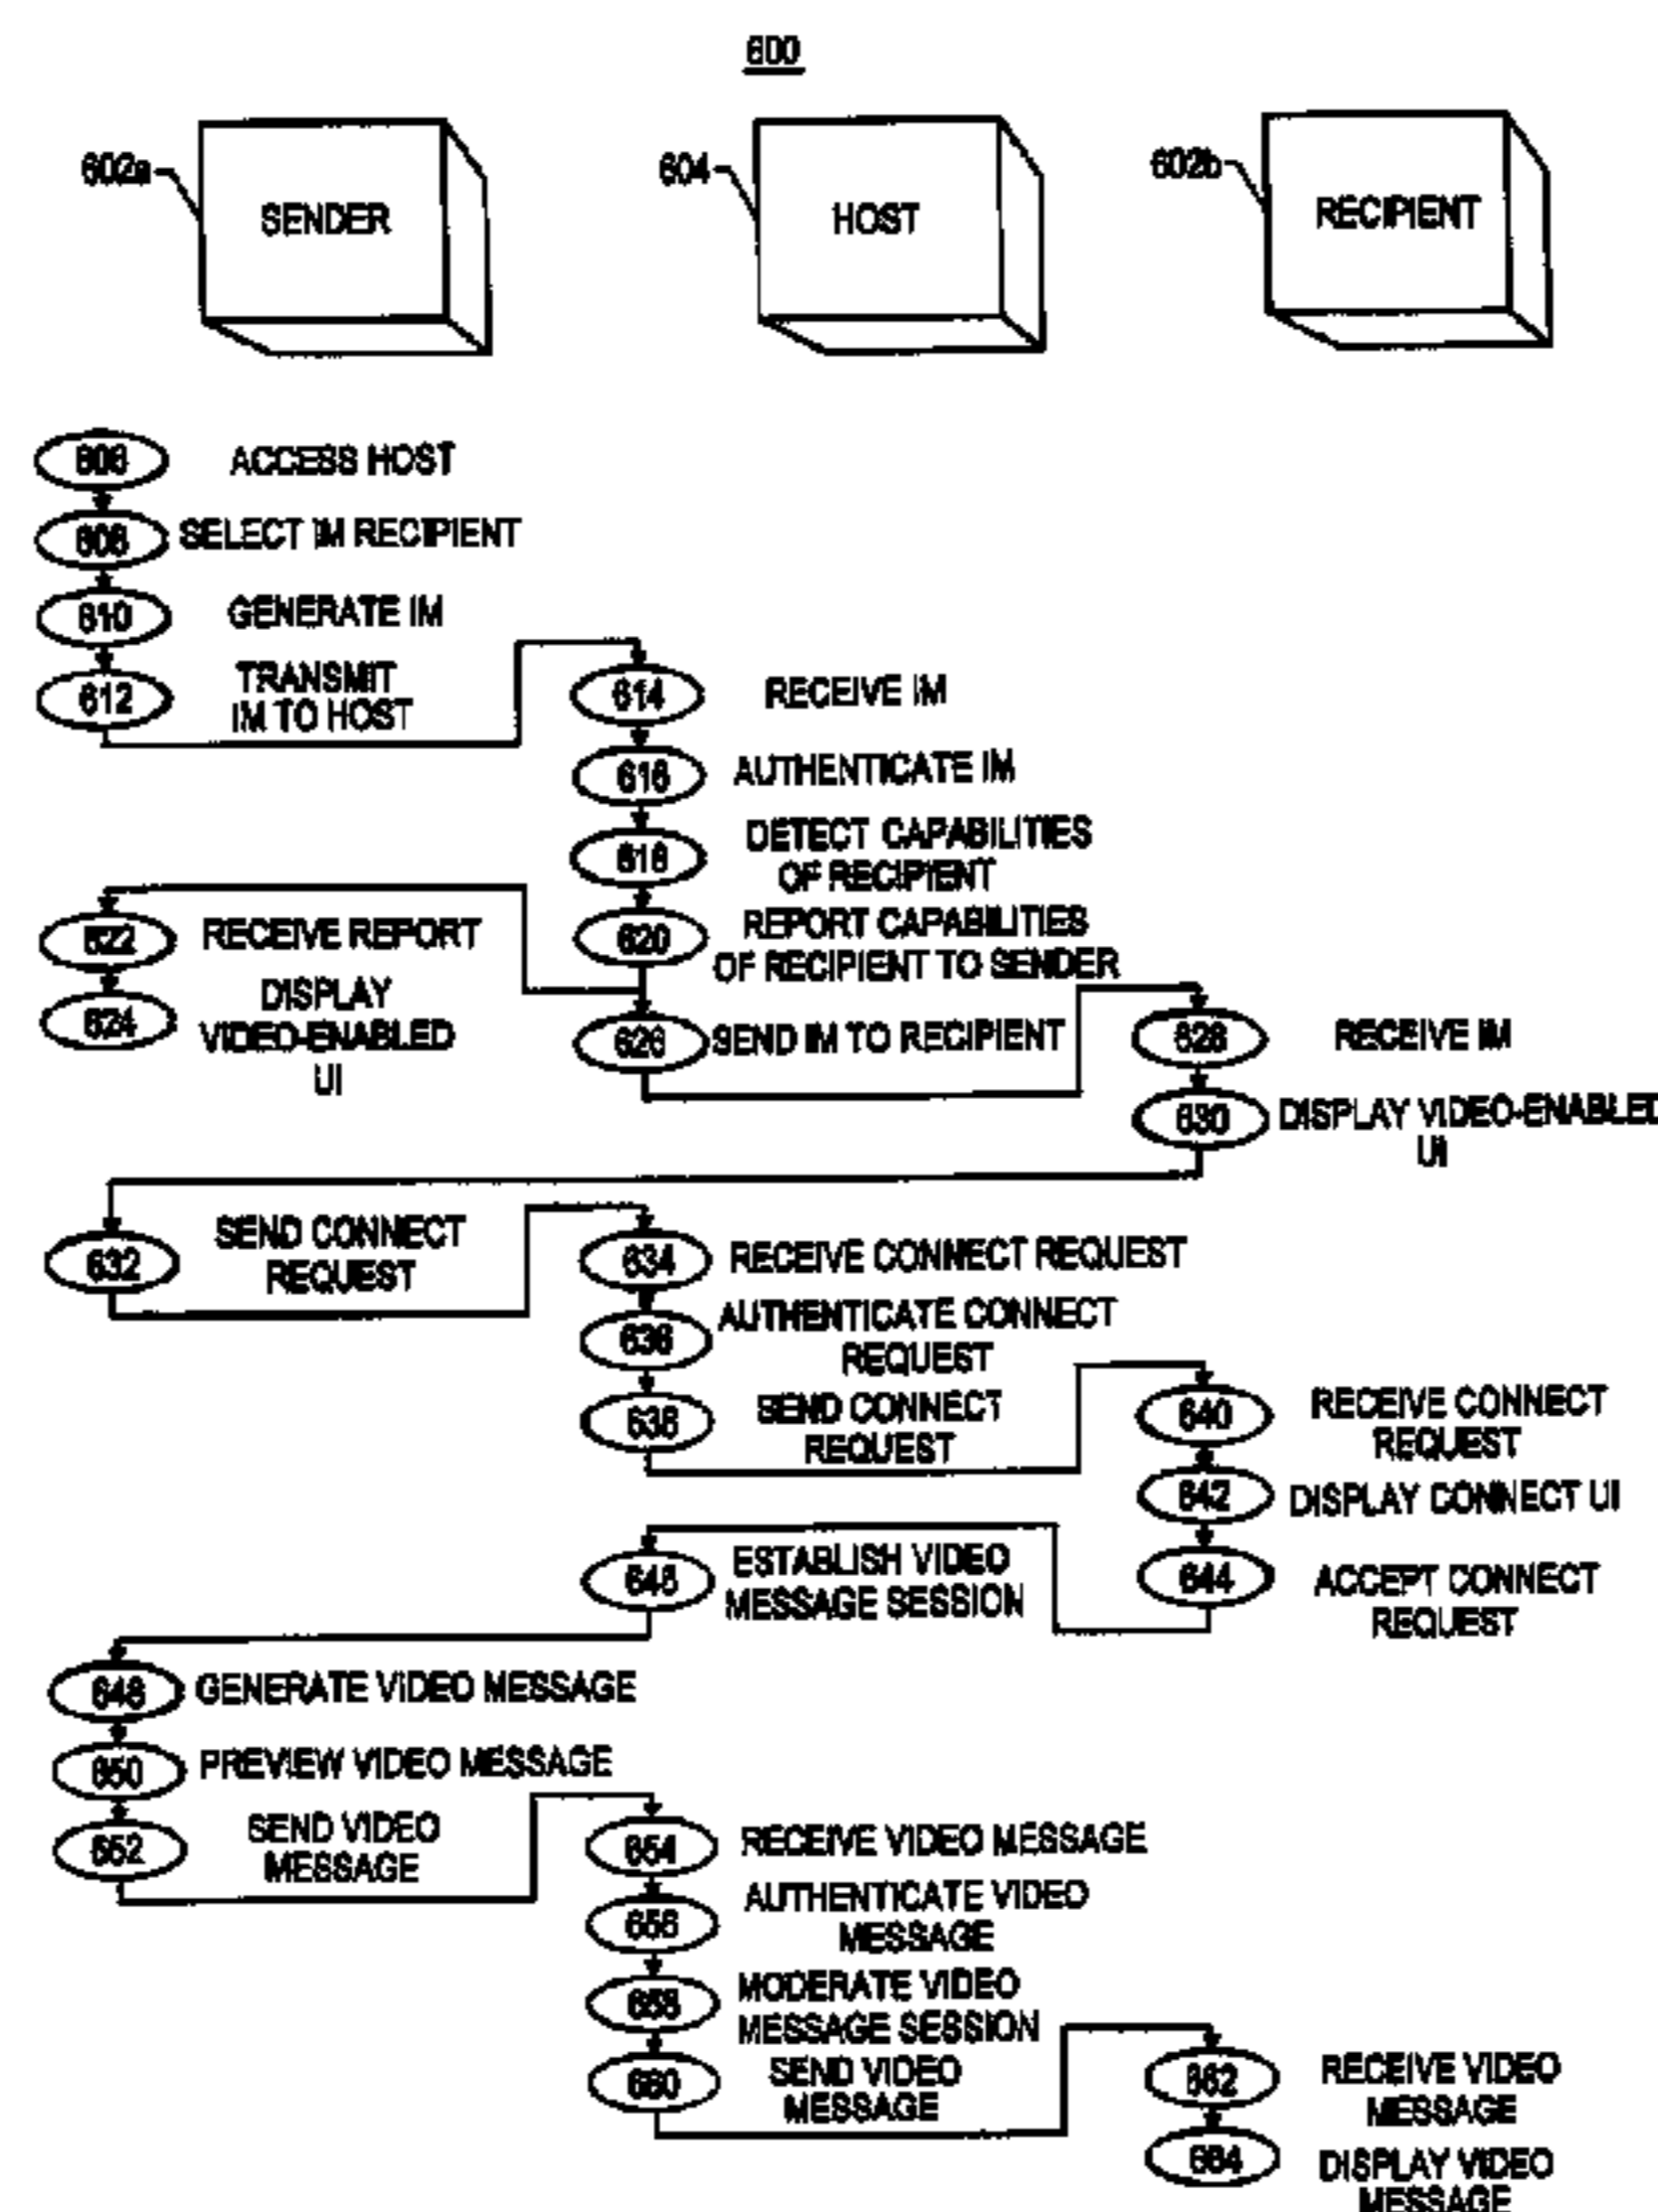 600
602a
SENDER
604
HOST
602b
RECIPIENT
606
ACCESS HOST
608
SELECT IM RECIPIENT
610
GENERATE IM
612
TRANSMIT
IM TO HOST
614
RECEIVE IM
616
AUTHENTICATE IM
618
DETECT CAPABILITIES
OF RECIPIENT
620
REPORT CAPABILITIES
OF RECIPIENT TO SENDER
622
RECEIVE REPORT
624
DISPLAY
VIDEO-ENABLED
UI
626
SEND IM TO RECIPIENT
628
RECEIVE IM
630
DISPLAY VIDEO-ENABLED
UI
632
SEND CONNECT
REQUEST
634
RECEIVE CONNECT REQUEST
636
AUTHENTICATE CONNECT
REQUEST
638
SEND CONNECT
REQUEST
640
RECEIVE CONNECT
REQUEST
642
DISPLAY CONNECT UI
644
ACCEPT CONNECT
REQUEST
646
ESTABLISH VIDEO
MESSAGE SESSION
648
GENERATE VIDEO MESSAGE
650
PREVIEW VIDEO MESSAGE
652
SEND VIDEO
MESSAGE
654
RECEIVE VIDEO MESSAGE
656
AUTHENTICATE VIDEO
MESSAGE
658
MODERATE VIDEO
MESSAGE SESSION
660
SEND VIDEO
MESSAGE
662
RECEIVE VIDEO
MESSAGE
664
DISPLAY VIDEO
MESSAGE